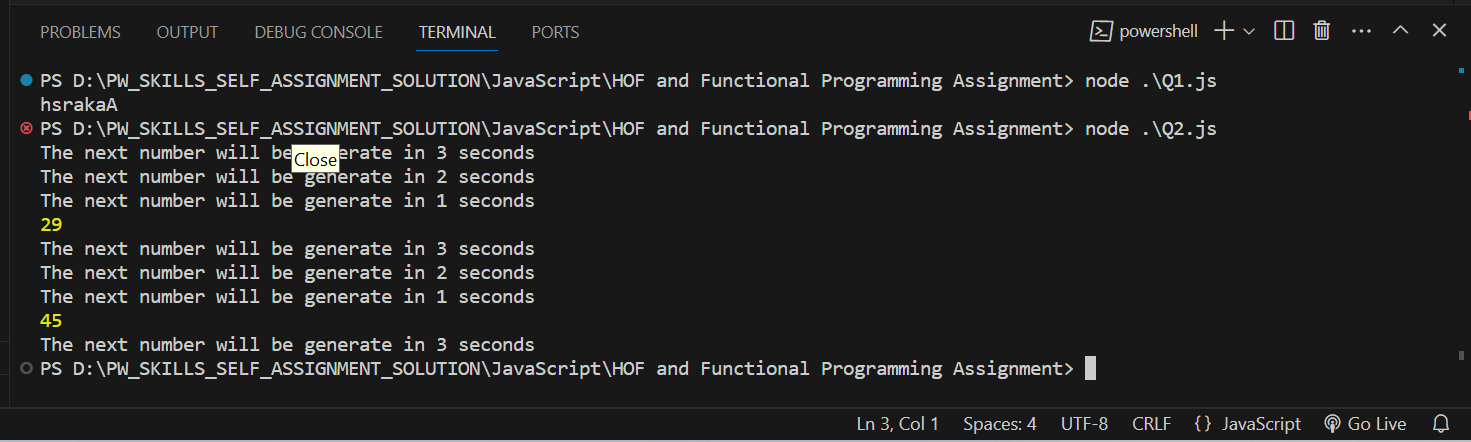 PROBLEMS OUTPUT DEBUG CONSOLE TERMINAL PORTS powershell
PS D:\PW_SKILLS_SELF_ASSIGNMENT_SOLUTION\JavaScript\HOF and Functional Programming Assignment> node .\Q1.js
hsrakaA
PS D:\PW_SKILLS_SELF_ASSIGNMENT_SOLUTION\JavaScript\HOF and Functional Programming Assignment> node .\Q2.js
The next number will be erate in 3 seconds
Close
The next number will be generate in 2 seconds
The next number will be generate in 1 seconds
29
The next number will be generate in 3 seconds
The next number will be generate in 2 seconds
The next number will be generate in 1 seconds
45
The next number will be generate in 3 seconds
PS D:\PW_SKILLS_SELF_ASSIGNMENT_SOLUTION\JavaScript\HOF and Functional Programming Assignment>
Ln 3, Col 1 Spaces: 4 UTF-8 CRLF {} JavaScript Go Live